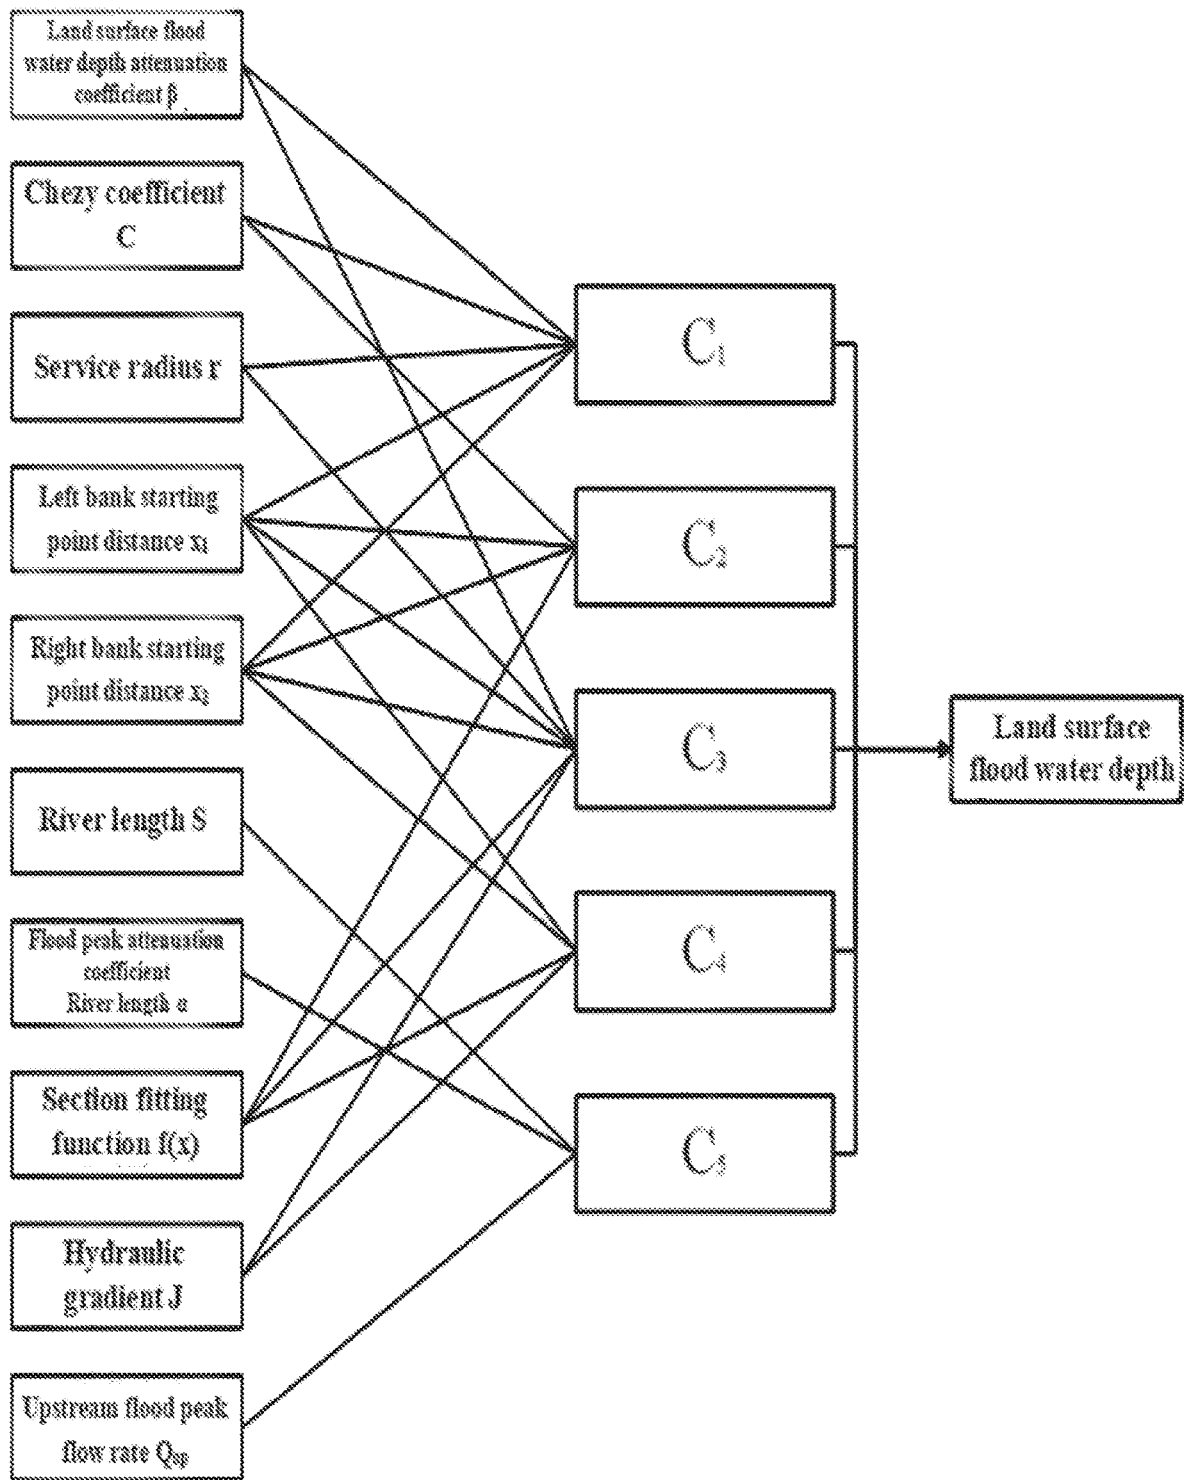 Land surface flood
water depth attenuation
coefficient β
Chezy coefficient
C
Service radius r
Left bank starting
point distance x₁
Right bank starting
point distance x₂
River length S
Flood peak attenuation
coefficient
River length α
Section fitting
function f(x)
Hydraulic
gradient J
Upstream flood peak
flow rate Q₀ₚ
C₁
C₂
C₃
C₄
C₅
Land surface
flood water depth